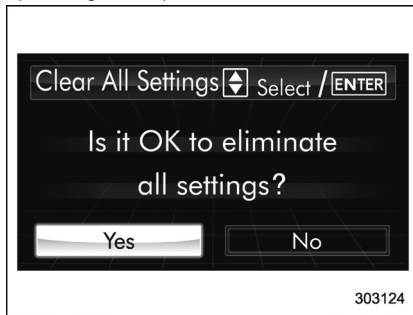 Clear All Settings Select / ENTER
Is it OK to eliminate
all settings?
Yes No
303124